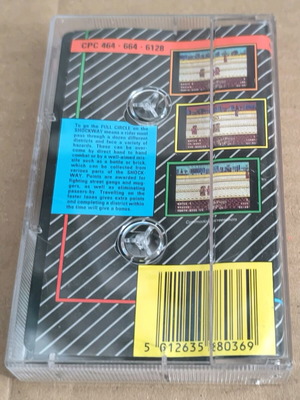 CPC 464 - 664 - 6128
To go the FULL CIRCLE on the
SHOCKWAY means a rider must
pass through a dozen different
districts and face a variety of
hazards. These can be over-
come by direct hand to hand
combat or by a well-aimed mis-
sile such as a bottle or brick,
which can be collected from
various parts of the SHOCK-
WAY. Points are awarded for
fighting street gangs and mug-
gers, as well as
passers-by. Travelling on the
faster lanes gives extra points
and completing a district within
the time will give a bonus.
5 012635 880369